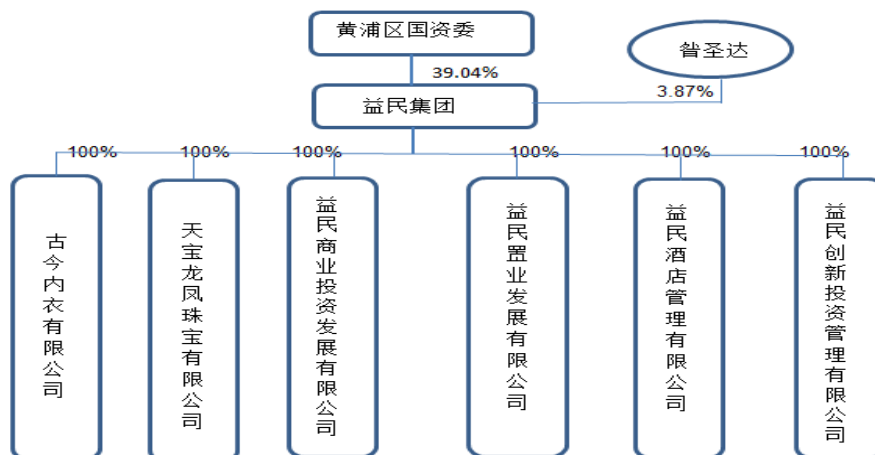 黄浦区国资委
昝圣达
39.04%
3.87%
益民集团
100%
100%
100%
100%
100%
100%
古今内衣有限公司
天宝龙凤珠宝有限公司
益民商业投资发展有限公司
益民置业发展有限公司
益民酒店管理有限公司
益民创新投资管理有限公司